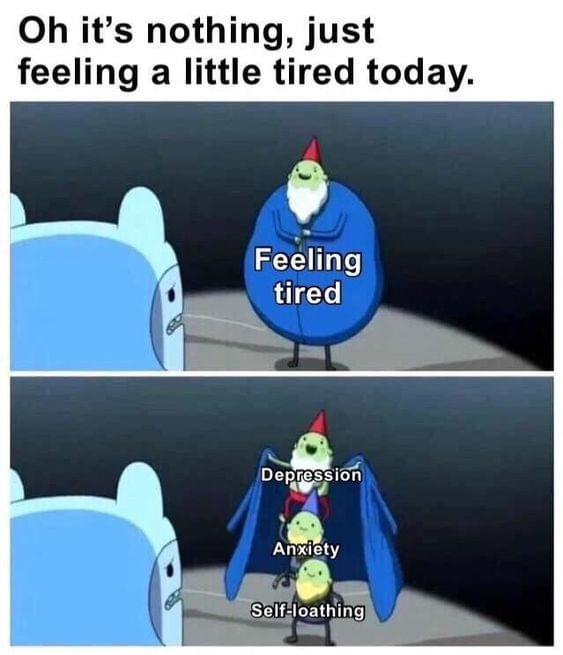 Oh it’s nothing, just
feeling a little tired today.
Feeling
tired
Depression
Anxiety
Self-loathing